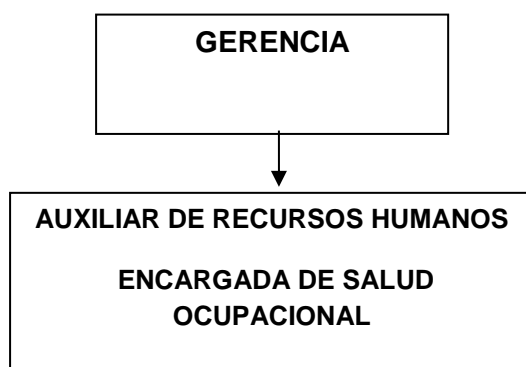 GERENCIA
AUXILIAR DE RECURSOS HUMANOS
ENCARGADA DE SALUD
OCUPACIONAL